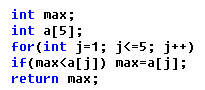 int max;
int a[5];
for(int j=1; j<=5; j++)
if(max<a[j]) max=a[j];
return max;